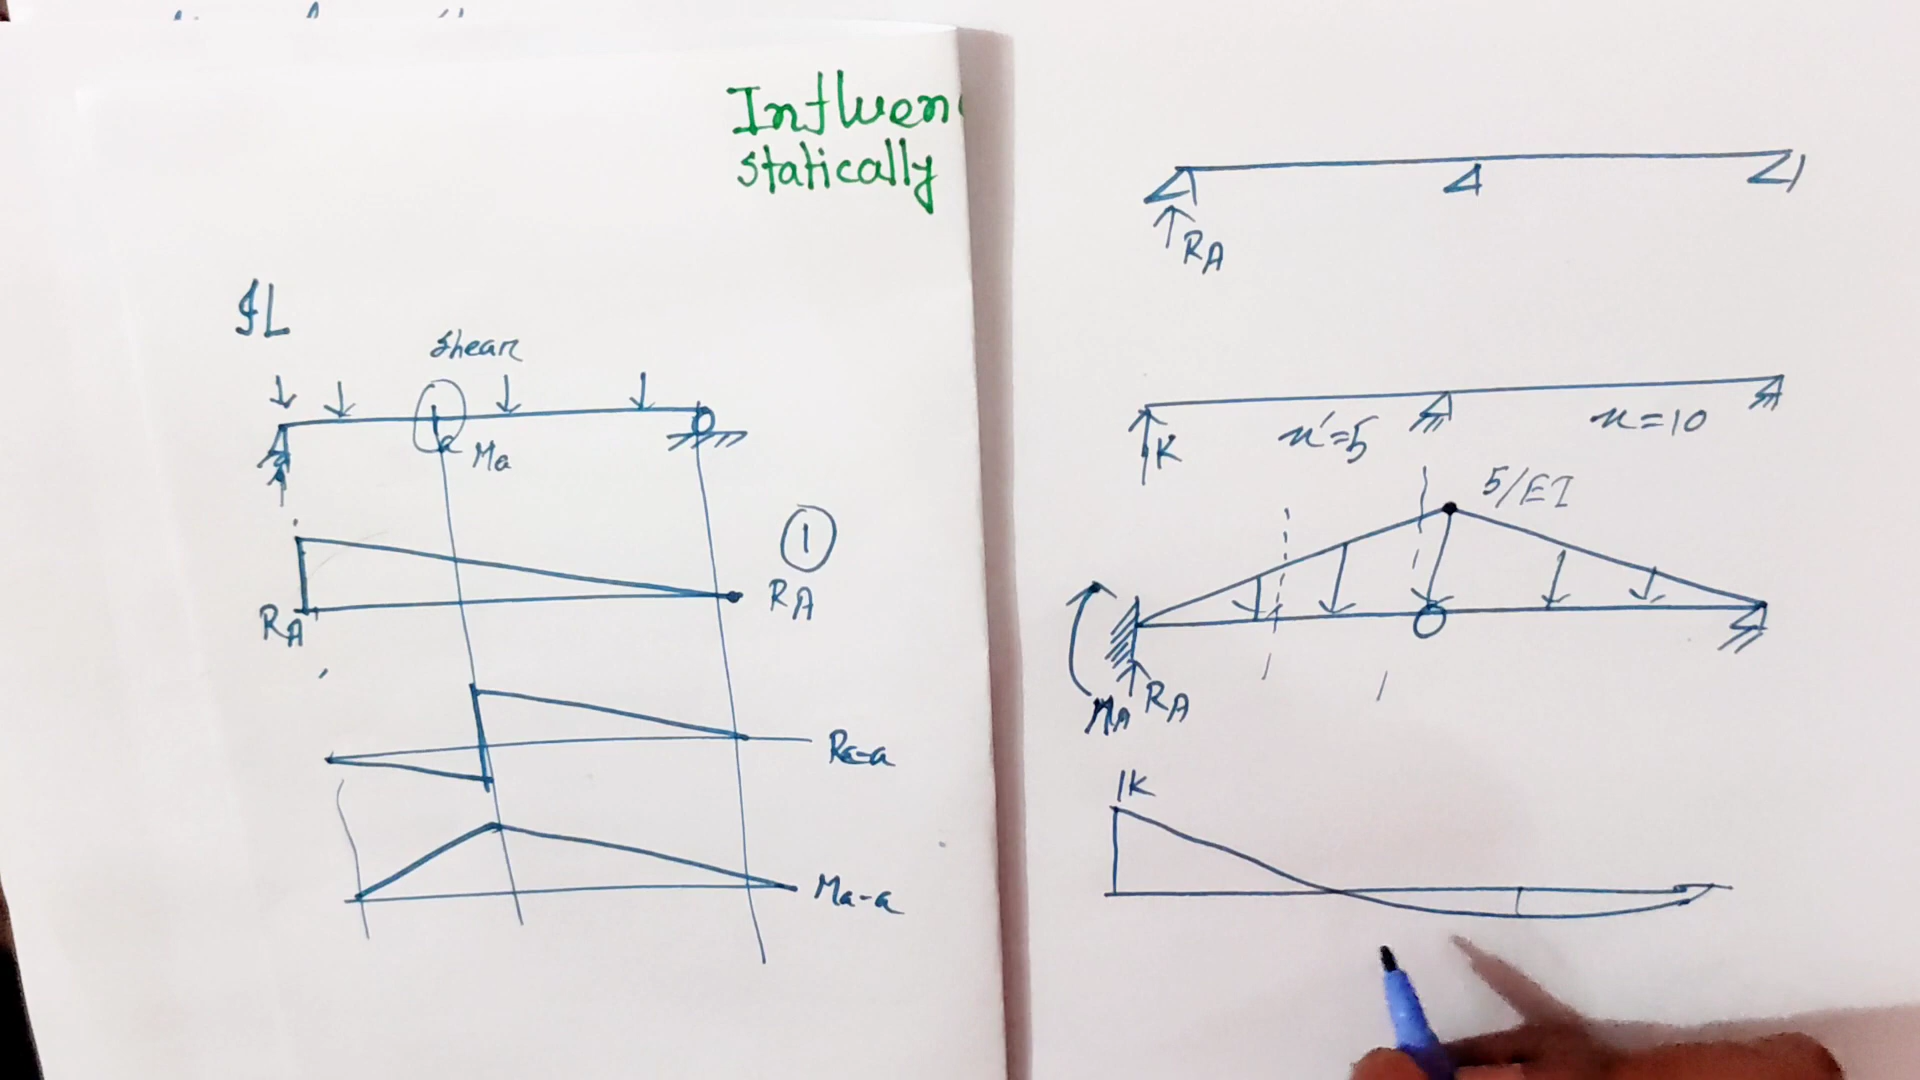 Influen
statically
IL
shear
a
Ma
1
RA
RA
Ra-a
Ma-a
RA
K
x'=5
x=10
5/EI
MA
RA
1K